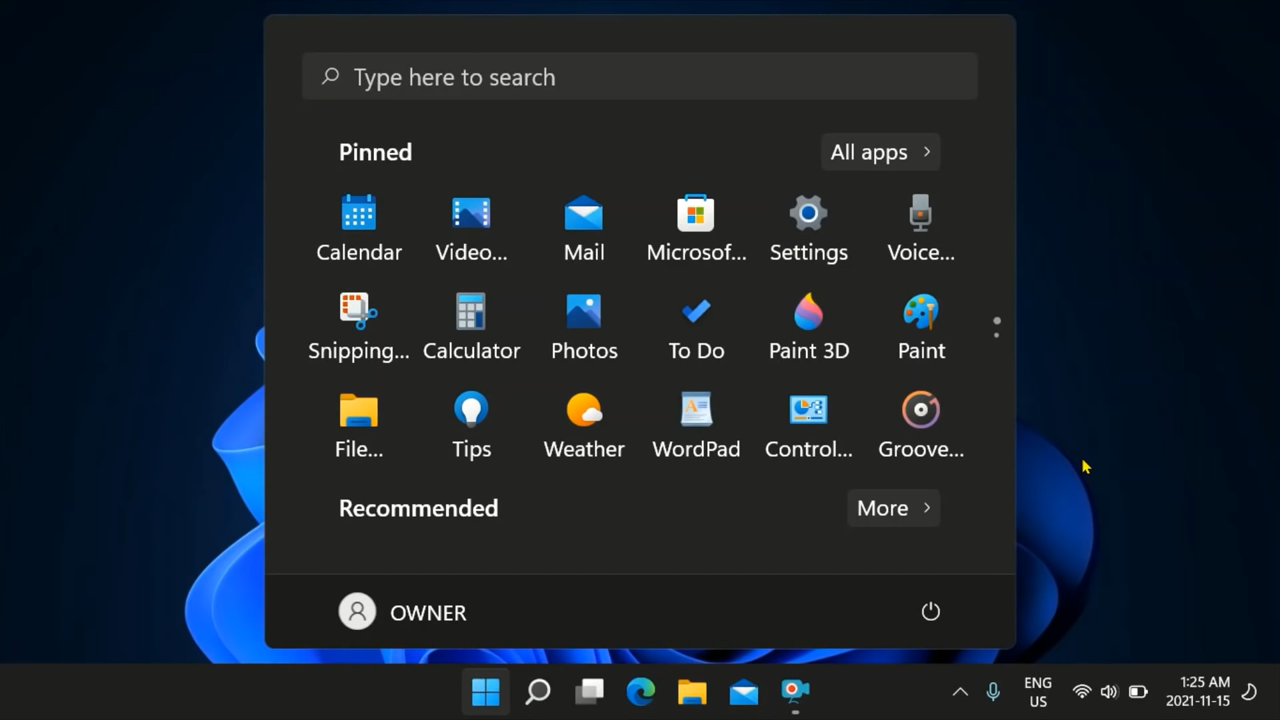 Type here to search
Pinned
All apps
Calendar
Video...
Mail
Microsof...
Settings
Voice...
Snipping...
Calculator
Photos
To Do
Paint 3D
Paint
File...
Tips
Weather
WordPad
Control...
Groove...
Recommended
More
OWNER
ENG
US
1:25 AM
2021-11-15